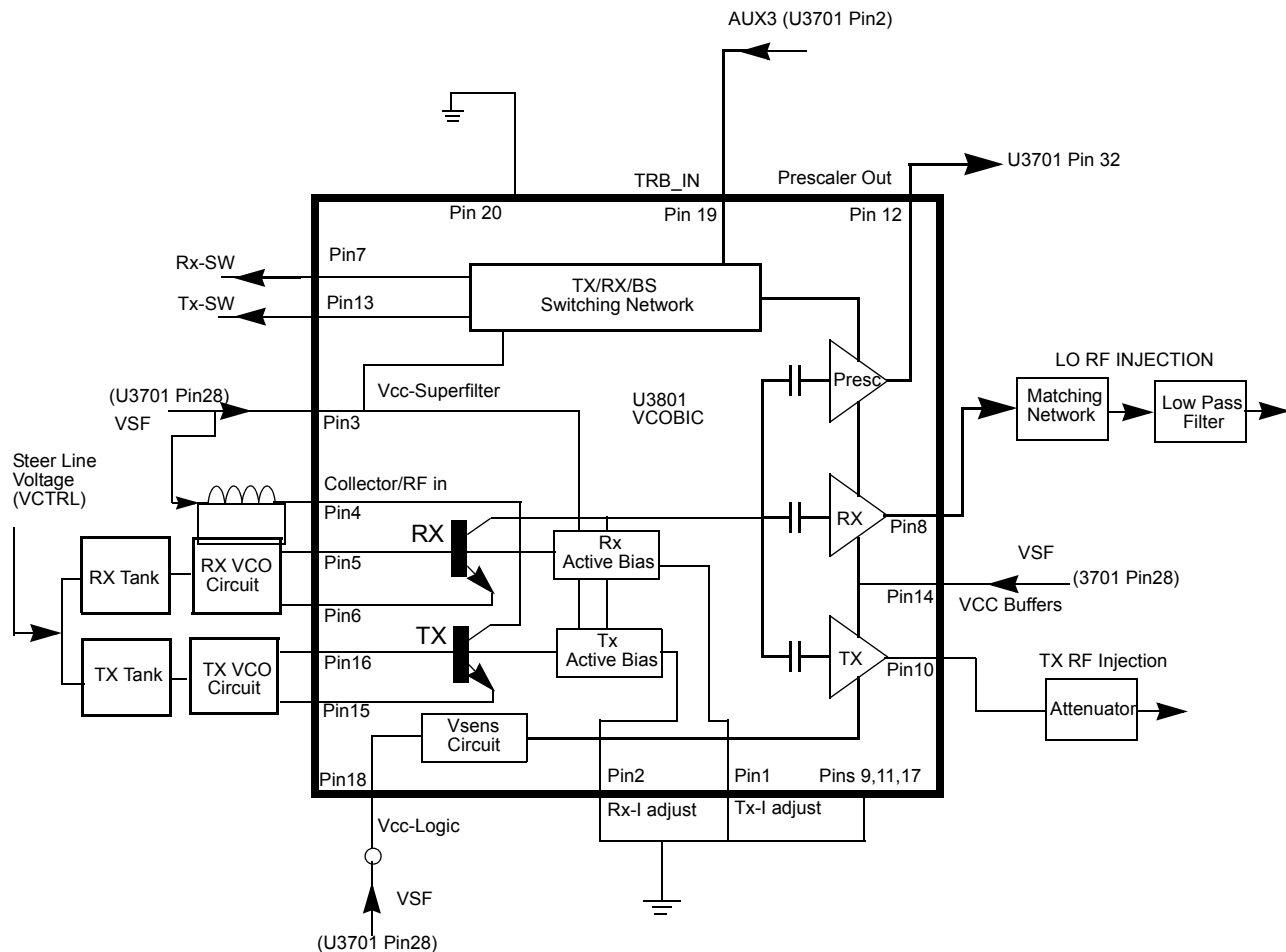 AUX3 (U3701 Pin2)
U3701 Pin 32
TRB_IN
Prescaler Out
Pin 20
Pin 19
Pin 12
Rx-SW
Pin7
Tx-SW
Pin13
TX/RX/BS
Switching Network
Presc
LO RF INJECTION
Matching
Network
Low Pass
Filter
(U3701 Pin28)
VSF
Vcc-Superfilter
Pin3
U3801
VCOBIC
Steer Line
Voltage
(VCTRL)
Collector/RF in
Pin4
RX
Rx
Active Bias
RX
Pin8
Pin5
RX Tank
RX VCO
Circuit
VSF
(3701 Pin28)
Pin14
VCC Buffers
Pin6
TX
Tx
Active Bias
TX
Pin10
Pin16
TX Tank
TX VCO
Circuit
TX RF Injection
Attenuator
Pin15
Vsens
Circuit
Pin18
Pin2
Pin1
Pins 9,11,17
Rx-I adjust
Tx-I adjust
Vcc-Logic
VSF
(U3701 Pin28)